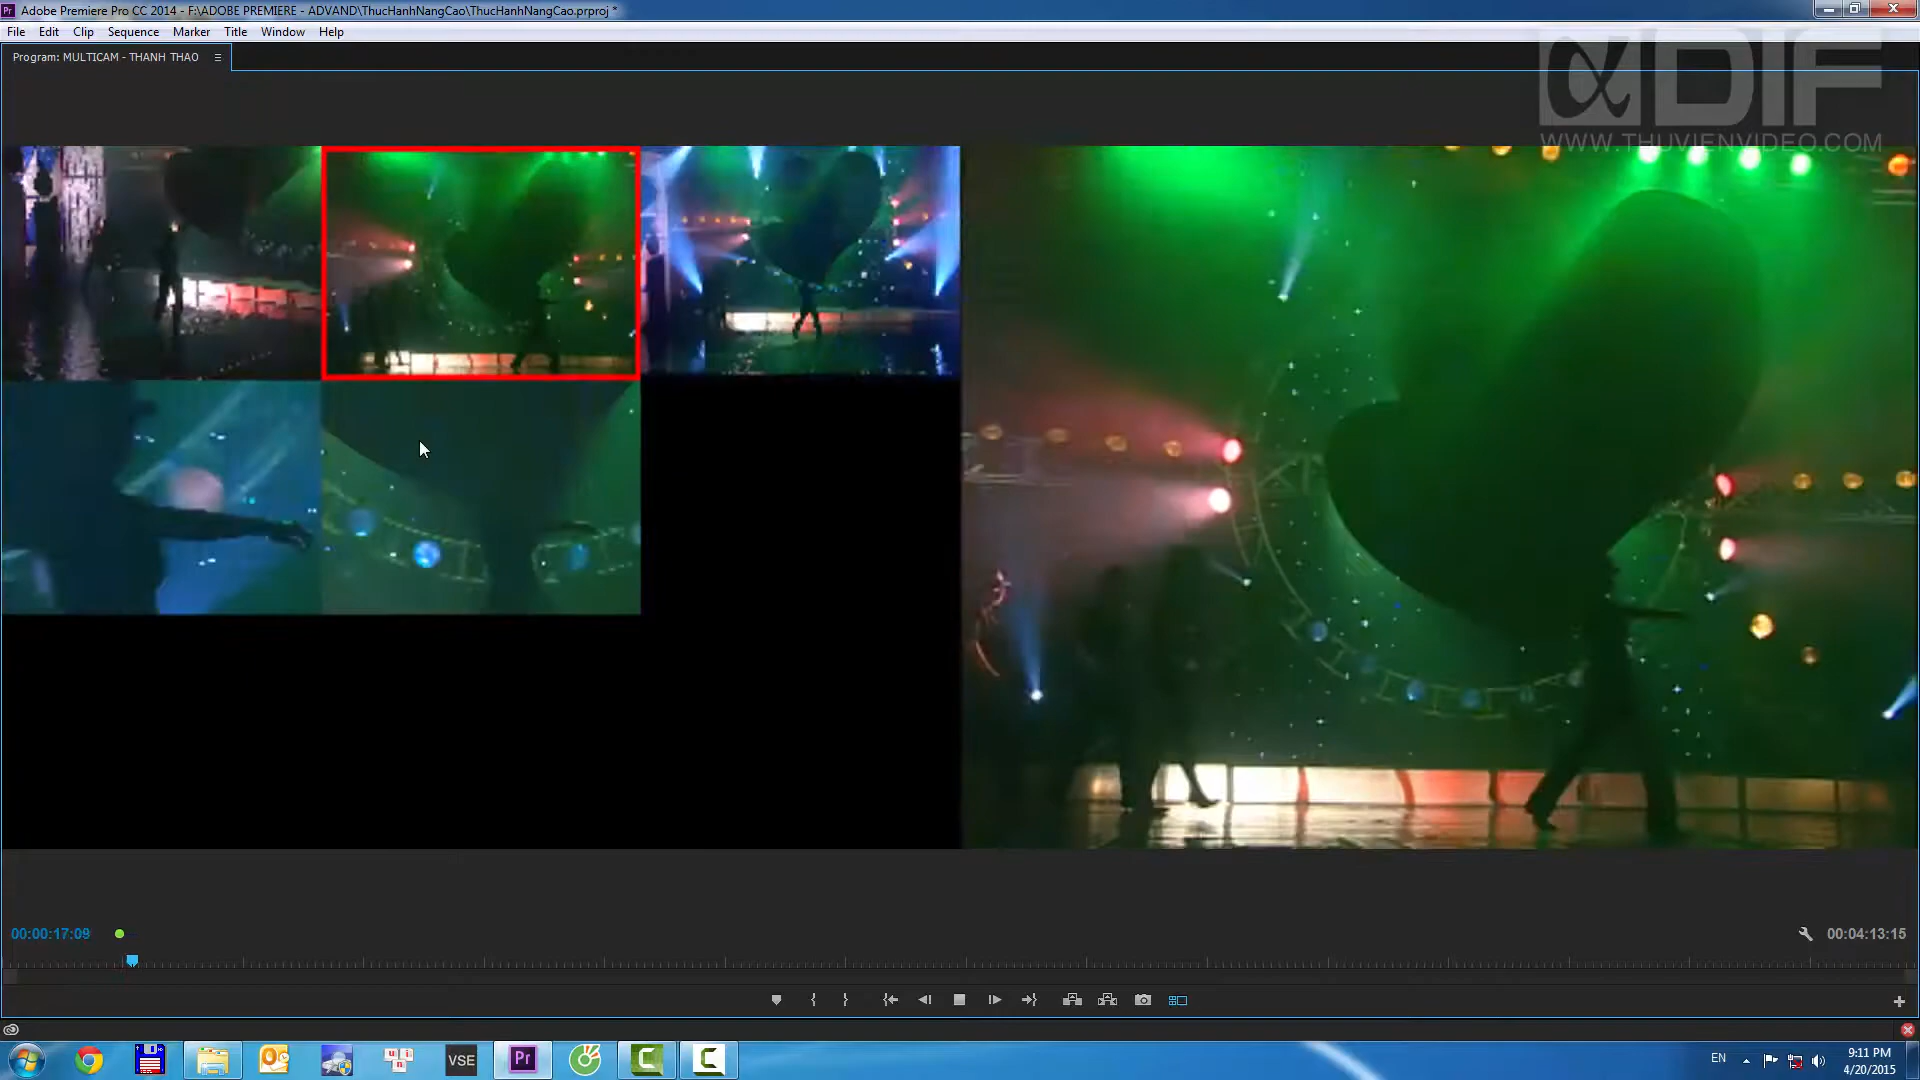 Adobe Premiere Pro CC 2014 - F:\ADOBE PREMIERE - ADVAND\ThucHanhNangCao\ThucHanhNangCao.prproj *
File Edit Clip Sequence Marker Title Window Help
Program: MULTICAM - THANH THAO
αDIF
WWW.THUVIENVIDEO.COM
00:00:17:09
00:04:13:15
VSE
Pr
EN
9:11 PM
4/20/2015